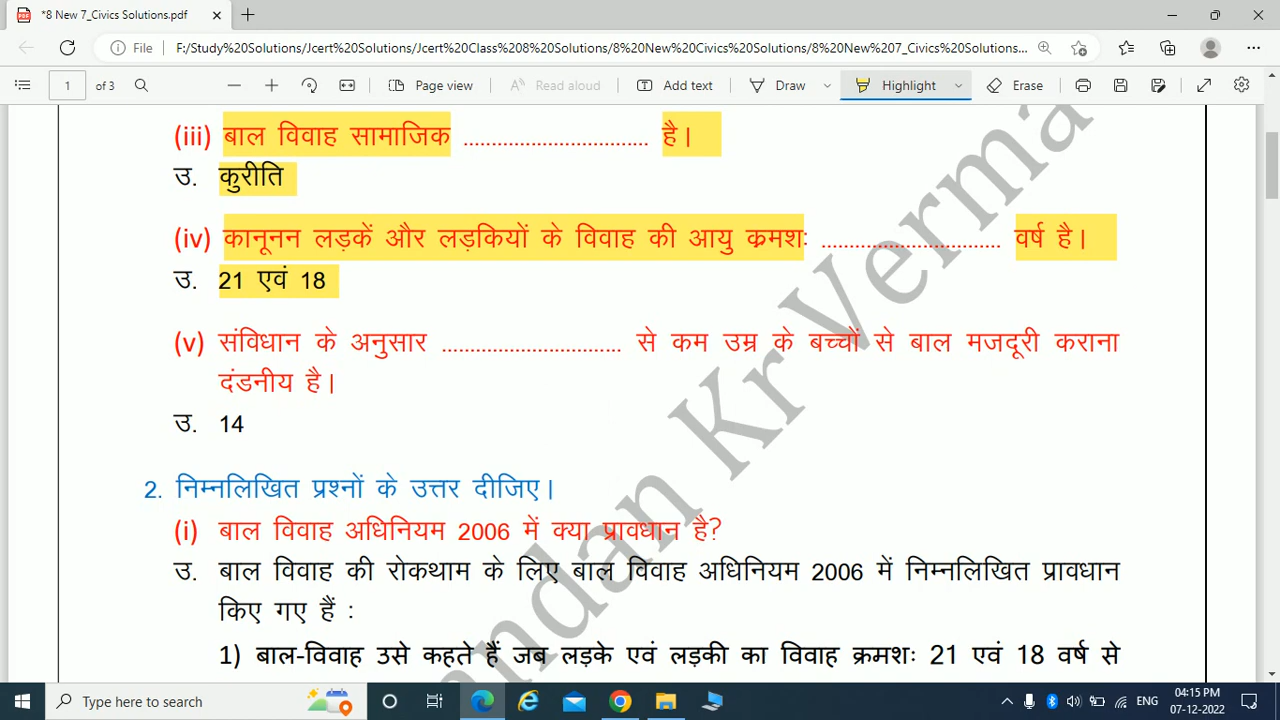 *8 New 7_Civics Solutions.pdf
File F:/Study%20Solutions/Jcert%20Solutions/Jcert%20Class%208%20Solutions/8%20New%20Civics%20Solutions/8%20New%207_Civics%20Solutions...
1 of 3 Page view Read aloud Add text Draw Highlight Erase
(iii) बाल विवाह सामाजिक ................................ है।
उ. कुरीति
(iv) कानूनन लड़कें और लड़कियों के विवाह की आयु क्रमशः ............................... वर्ष है।
उ. 21 एवं 18
(v) संविधान के अनुसार ............................... से कम उम्र के बच्चों से बाल मजदूरी कराना
दंडनीय है।
उ. 14
2. निम्नलिखित प्रश्नों के उत्तर दीजिए।
(i) बाल विवाह अधिनियम 2006 में क्या प्रावधान है?
उ. बाल विवाह की रोकथाम के लिए बाल विवाह अधिनियम 2006 में निम्नलिखित प्रावधान
किए गए हैं :
1) बाल-विवाह उसे कहते हैं जब लड़के एवं लड़की का विवाह क्रमशः 21 एवं 18 वर्ष से
andan Kr Verma
Type here to search
ENG
04:15 PM
07-12-2022